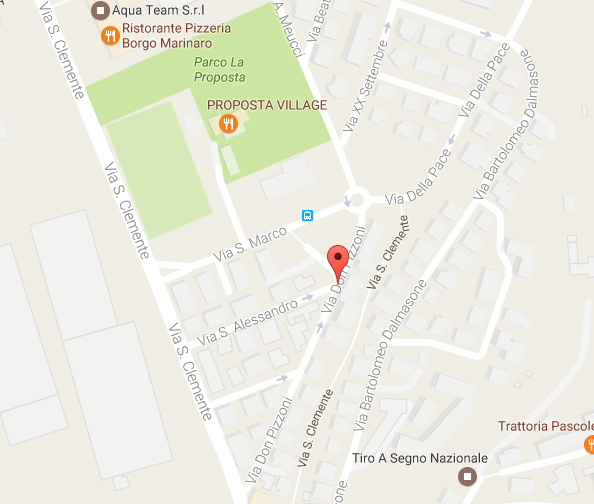 Aqua Team S.r.l
Ristorante Pizzeria
Borgo Marinaro
Via S. Clemente
A. Meucci
Parco La
Proposta
PROPOSTA VILLAGE
Via XX Settembre
Via Della Pace
Via Bartolomeo Dalmasone
Via S. Clemente
Via Della Pace
Via S. Marco
Via Don Pizzoni
Via S. Clemente
Via S. Alessandro
Via S. Clemente
Via Bartolomeo Dalmasone
Via Don Pizzoni
Via S. Clemente
Trattoria Pascole
Tiro A Segno Nazionale